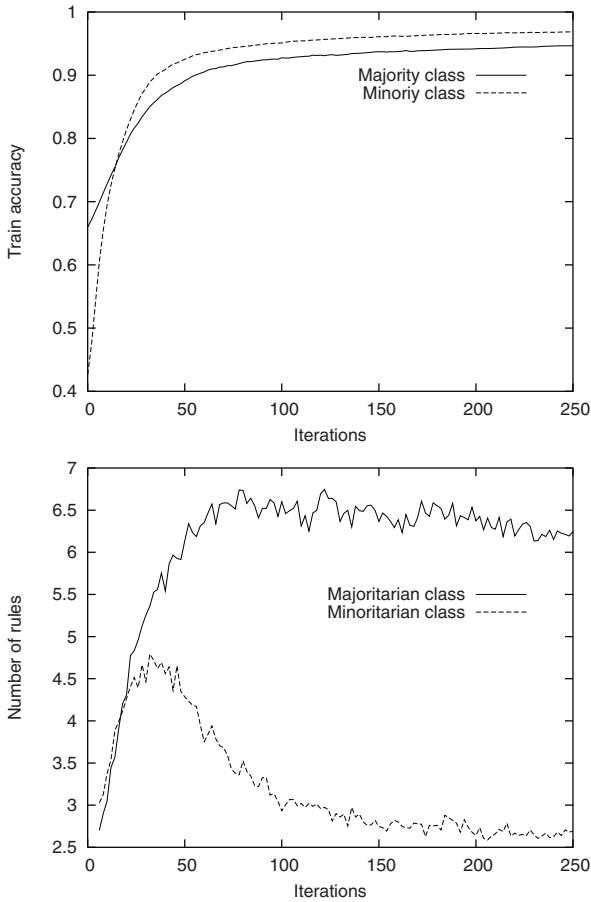 1
0.9
0.8
0.7
0.6
0.5
0.4
Train accuracy
Majority class
Minoriy class
0 50 100 150 200 250
Iterations
7
6.5
6
5.5
5
4.5
4
3.5
3
2.5
Number of rules
Majoritarian class
Minoritarian class
0 50 100 150 200 250
Iterations